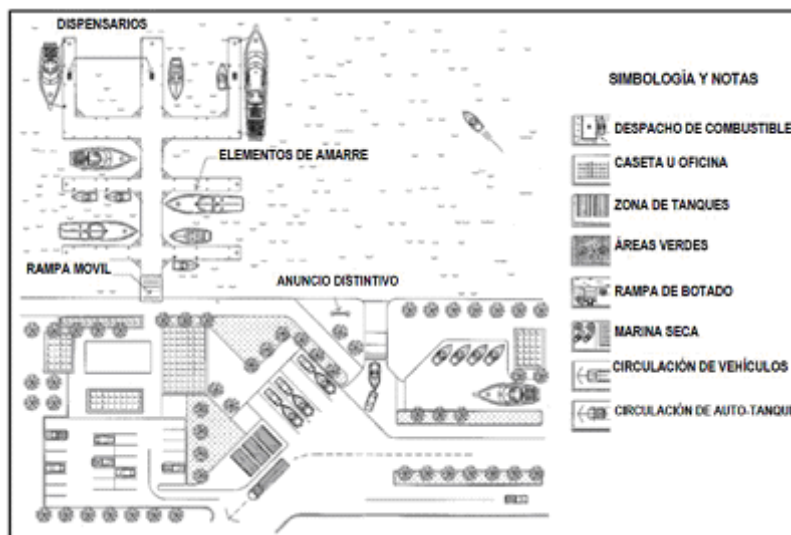 DISPENSARIOS
SIMBOLOGÍA Y NOTAS
DESPACHO DE COMBUSTIBLE
CASETA U OFICINA
ELEMENTOS DE AMARRE
ZONA DE TANQUES
ÁREAS VERDES
RAMPA MOVIL
ANUNCIO DISTINTIVO
RAMPA DE BOTADO
MARINA SECA
CIRCULACIÓN DE VEHÍCULOS
CIRCULACIÓN DE AUTO-TANQUE